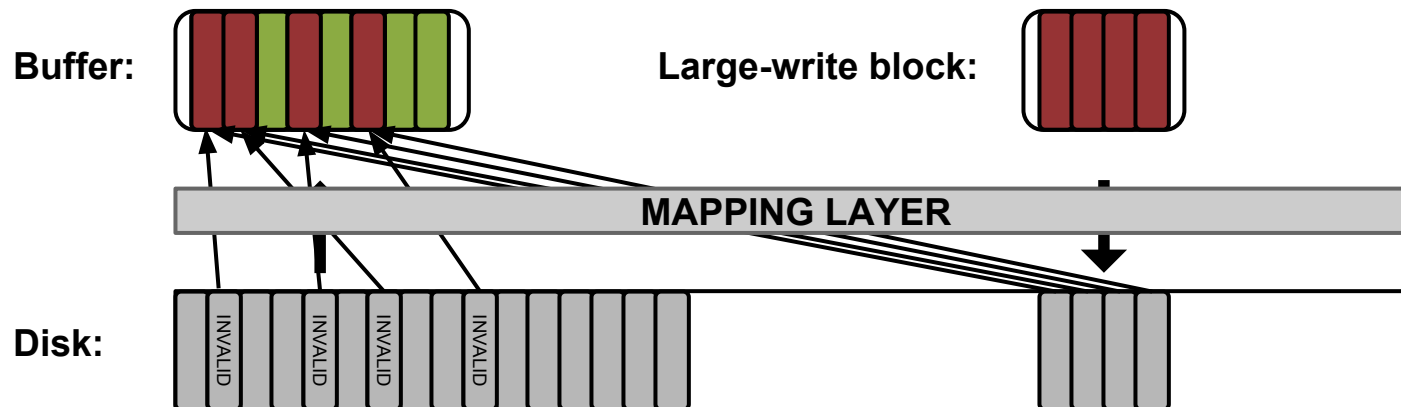 Buffer:
Large-write block:
MAPPING LAYER
Disk:
INVALID
INVALID
INVALID
INVALID